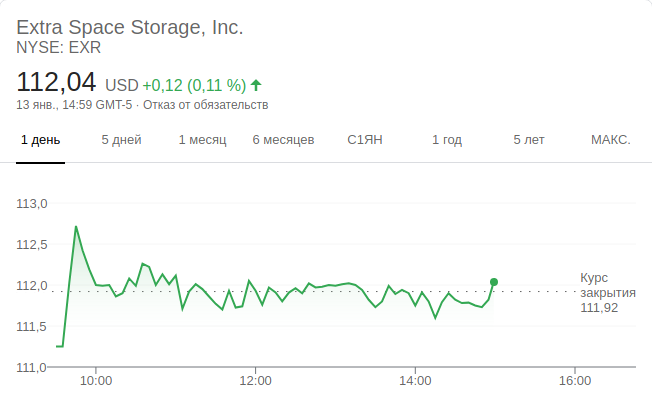 Extra Space Storage, Inc.
NYSE: EXR
112,04 USD +0,12 (0,11 %)
13 янв., 14:59 GMT-5 · Отказ от обязательств
1 день 5 дней 1 месяц 6 месяцев С1ЯН 1 год 5 лет МАКС.
113,0
112,5
112,0
111,5
111,0
Курс
закрытия
111,92
10:00 12:00 14:00 16:00